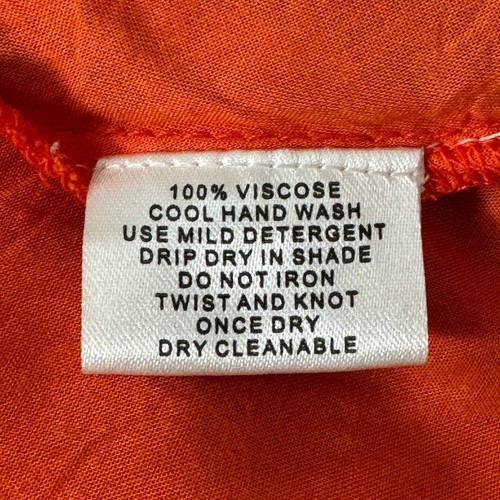 100% VISCOSE
COOL HAND WASH
USE MILD DETERGENT
DRIP DRY IN SHADE
DO NOT IRON
TWIST AND KNOT
ONCE DRY
DRY CLEANABLE